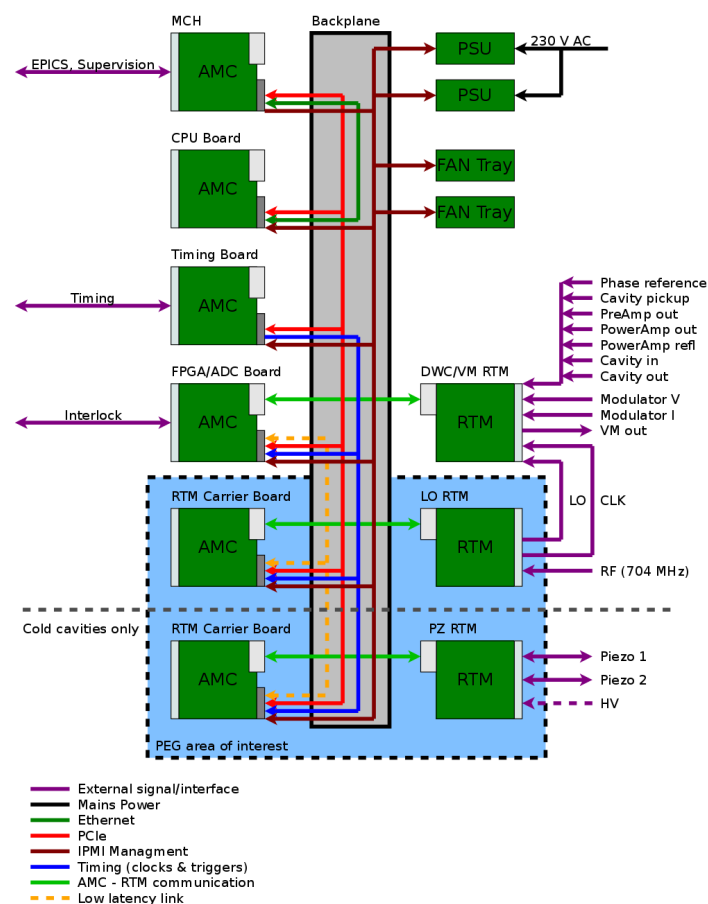 MCH
Backplane
230 V AC
PSU
EPICS, Supervision
AMC
PSU
CPU Board
AMC
FAN Tray
FAN Tray
Timing Board
Timing
AMC
Phase reference
Cavity pickup
PreAmp out
PowerAmp out
PowerAmp refl
Cavity in
Cavity out
FPGA/ADC Board
DWC/VM RTM
Interlock
AMC
RTM
Modulator V
Modulator I
VM out
RTM Carrier Board
LO RTM
LO
CLK
AMC
RTM
RF (704 MHz)
Cold cavities only
RTM Carrier Board
PZ RTM
AMC
RTM
Piezo 1
Piezo 2
HV
PEG area of interest
External signal/interface
Mains Power
Ethernet
PCIe
IPMI Managment
Timing (clocks & triggers)
AMC - RTM communication
Low latency link